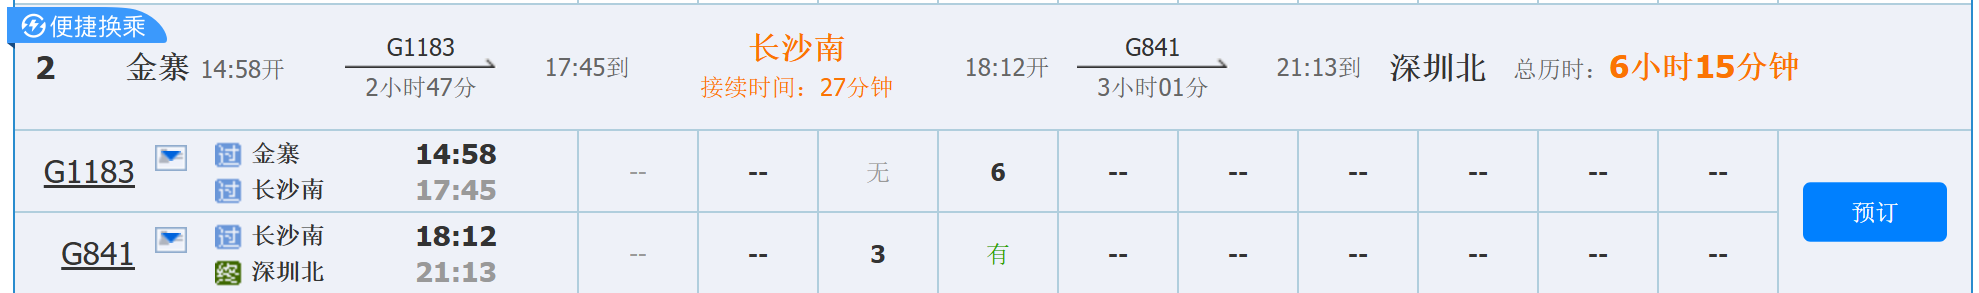 便捷换乘
2 金寨 14:58开 G1183 2小时47分 17:45到 长沙南 接续时间：27分钟 18:12开 G841 3小时01分 21:13到 深圳北 总历时：6小时15分钟
G1183 过 金寨 14:58 -- -- 无 6 -- -- -- -- -- --
过 长沙南 17:45
预订
G841 过 长沙南 18:12 -- -- 3 有 -- -- -- -- -- --
终 深圳北 21:13